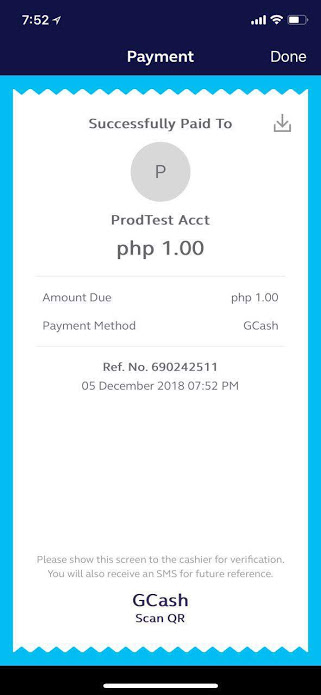 7:52
Payment Done
Successfully Paid To
P
ProdTest Acct
php 1.00
Amount Due php 1.00
Payment Method GCash
Ref. No. 690242511
05 December 2018 07:52 PM
Please show this screen to the cashier for verification.
You will also receive an SMS for future reference.
GCash
Scan QR